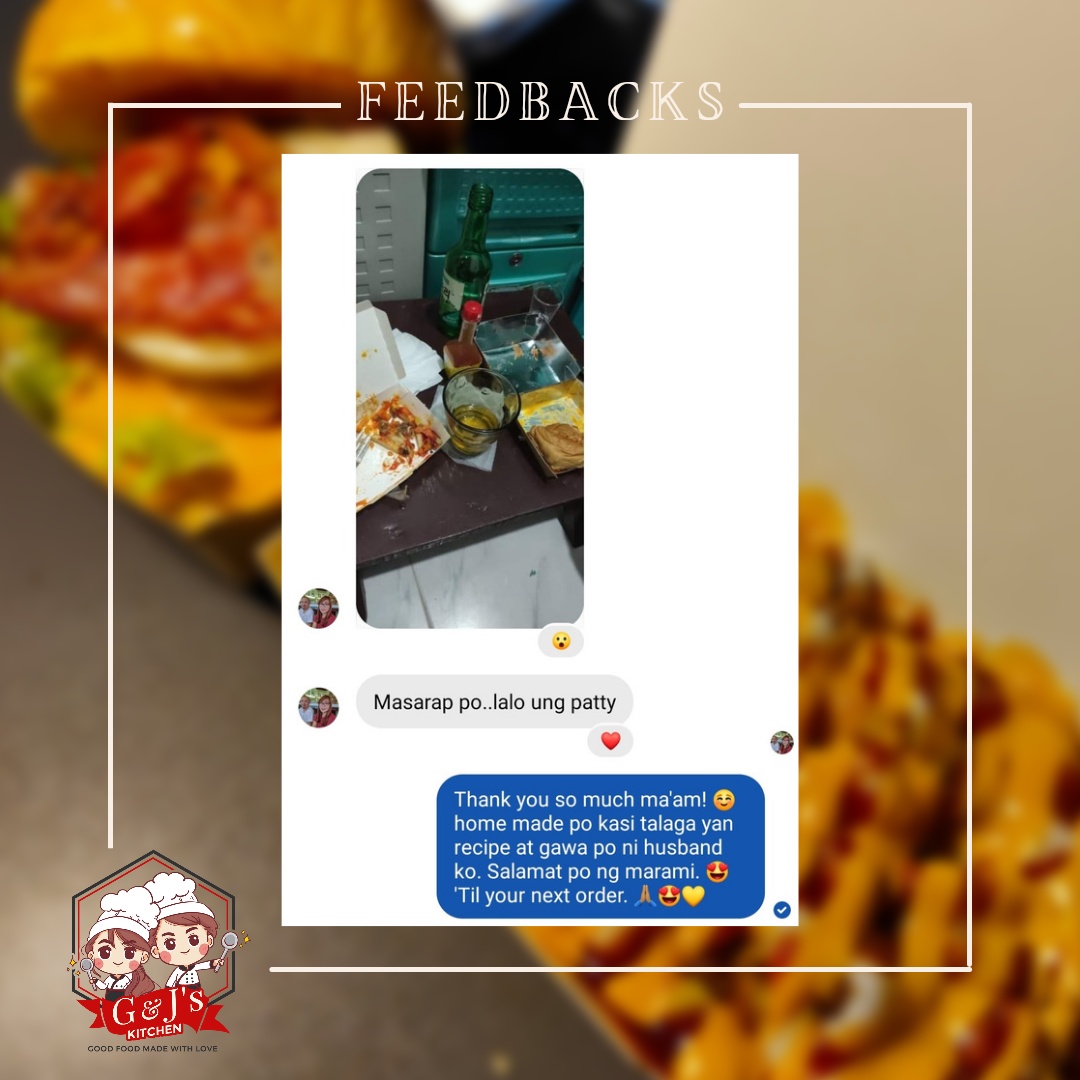 FEEDBACKS
Masarap po..lalo ung patty
😮
❤️
Thank you so much ma'am! ☺️
home made po kasi talaga yan
recipe at gawa po ni husband
ko. Salamat po ng marami. 😍
'Til your next order. 🙏🏽😍💛
G&J's
KITCHEN
GOOD FOOD MADE WITH LOVE